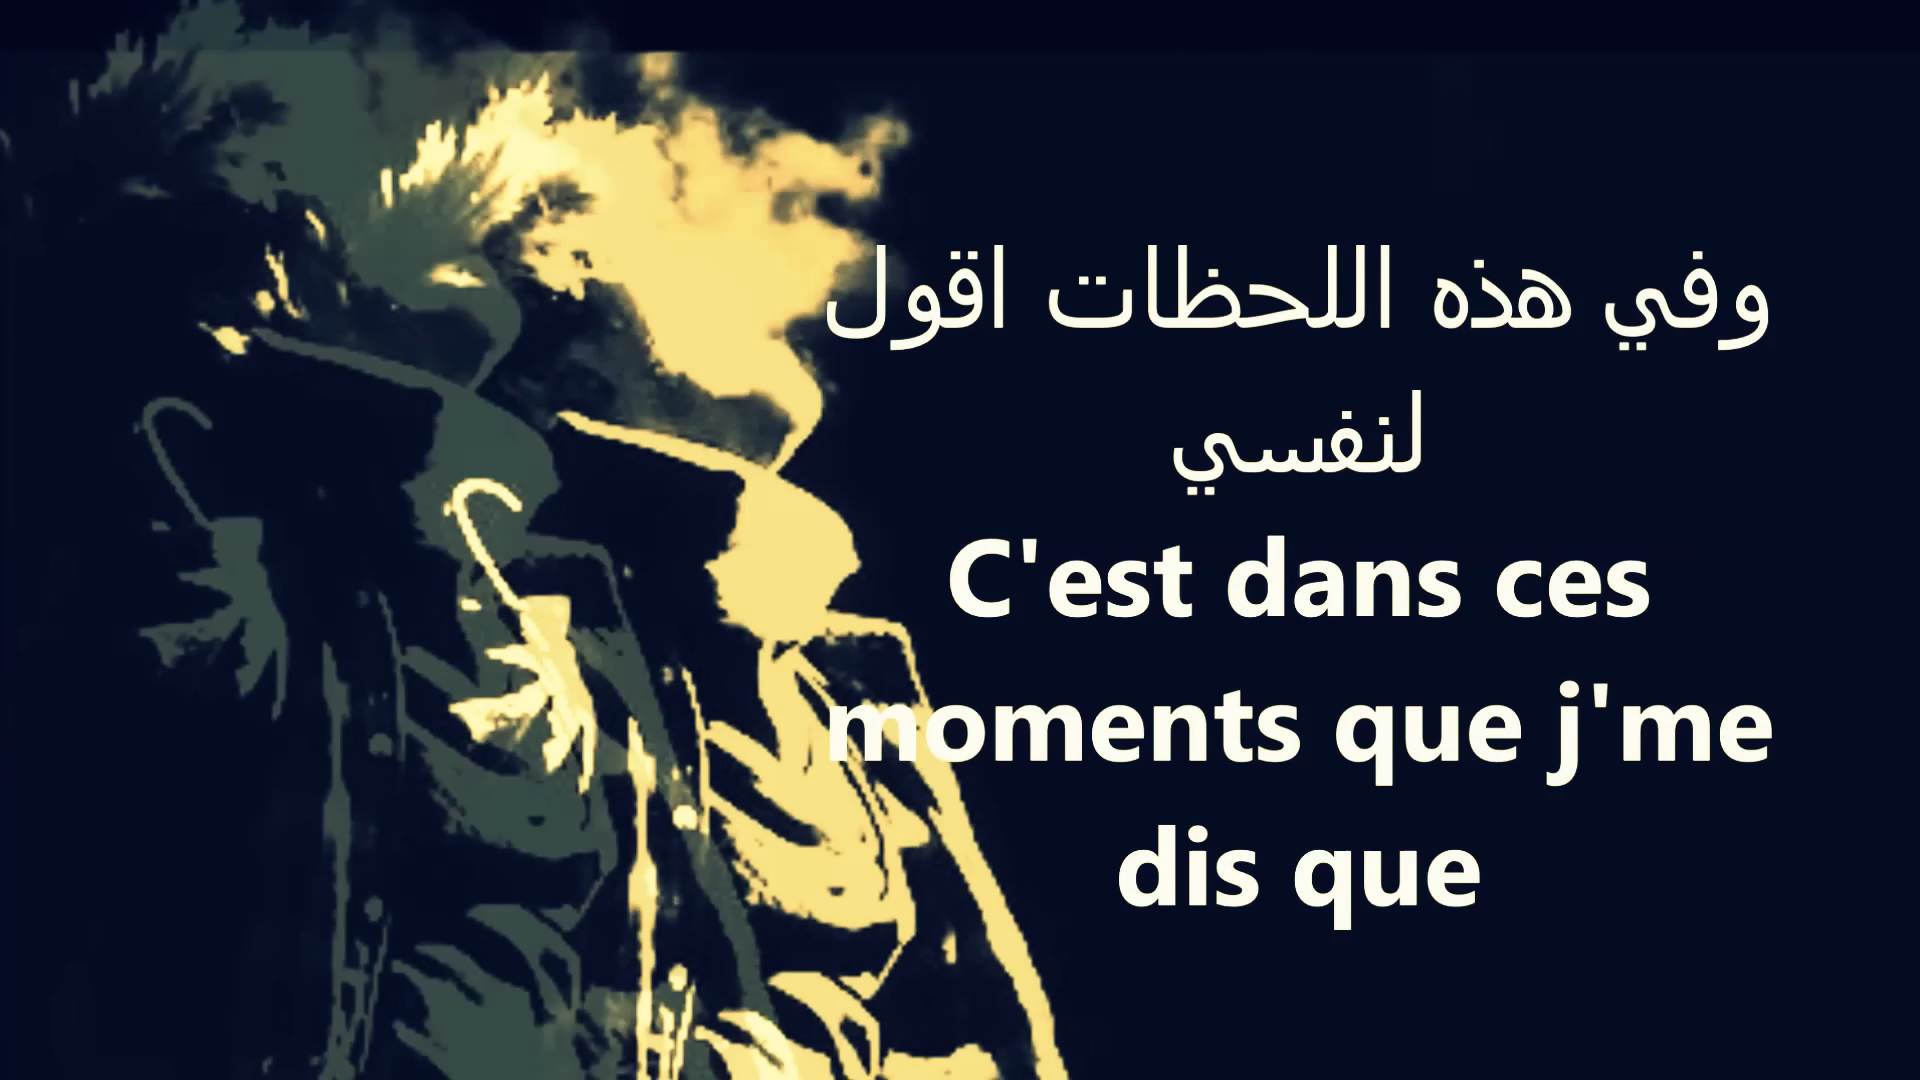 وفي هذه اللحظات اقول
لنفسي
C'est dans ces
moments que j'me
dis que